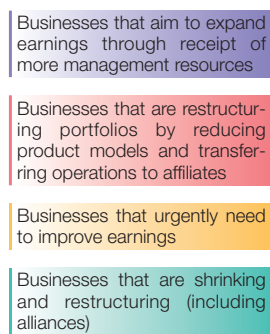 Businesses that aim to expand
earnings through receipt of
more management resources
Businesses that are restructur-
ing portfolios by reducing
product models and transfer-
ring operations to affiliates
Businesses that urgently need
to improve earnings
Businesses that are shrinking
and restructuring (including
alliances)